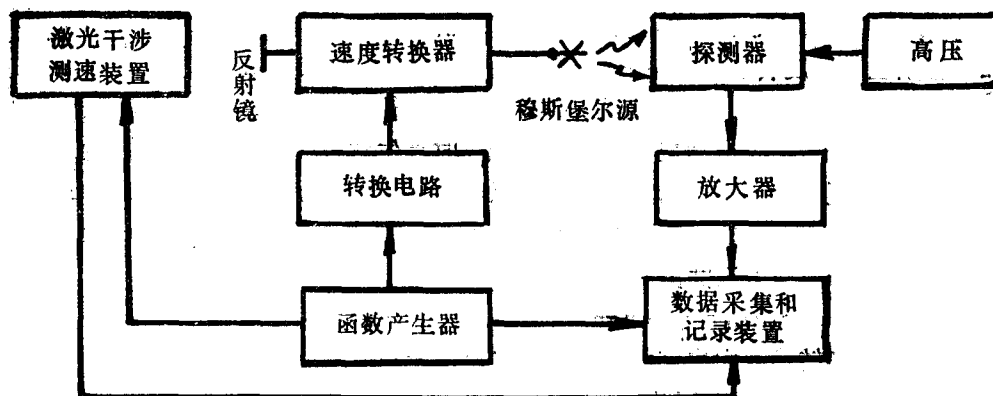 激光干涉
测速装置
反射镜
速度转换器
穆斯堡尔源
探测器
高压
转换电路
放大器
函数产生器
数据采集和
记录装置